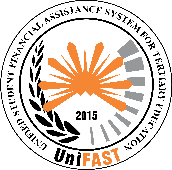 UNIFIED STUDENT FINANCIAL ASSISTANCE SYSTEM FOR TERTIARY EDUCATION
2015
UniFAST